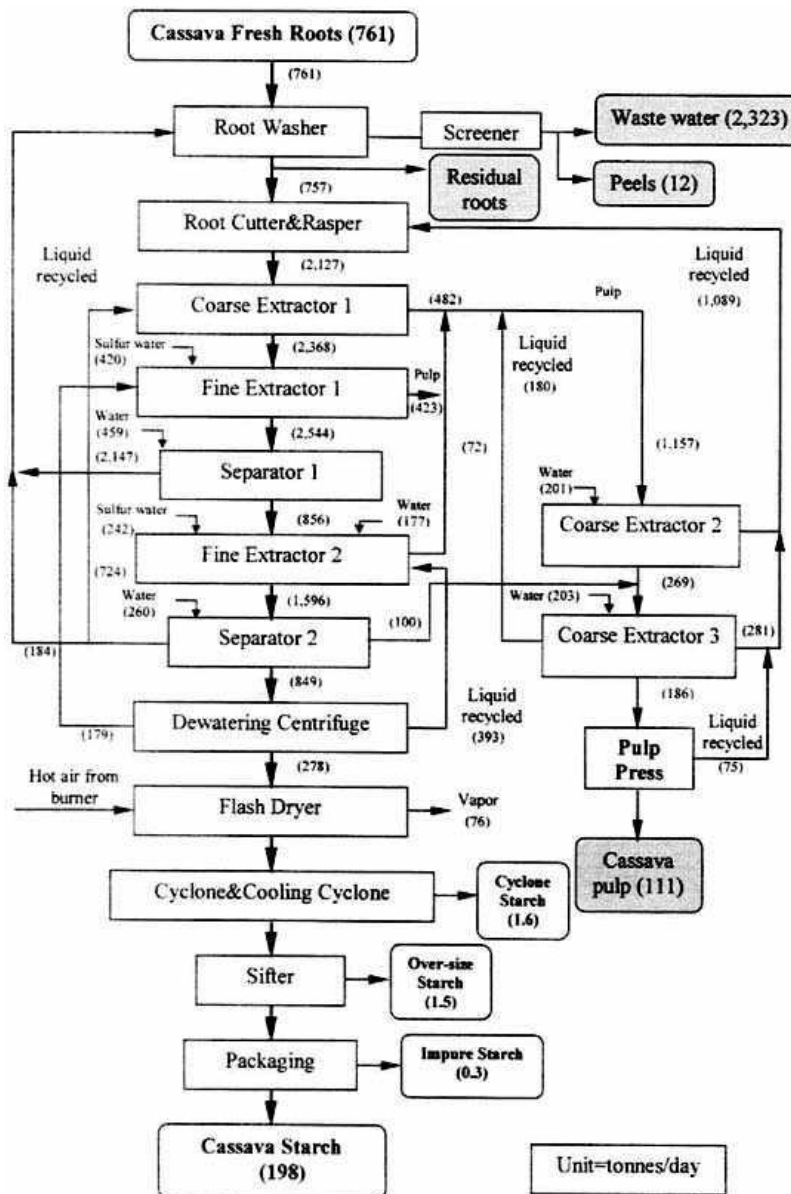 Cassava Fresh Roots (761)
(761)
Root Washer
Screener
Waste water (2,323)
Residual
roots
Peels (12)
(757)
Root Cutter&Rasper
Liquid
recycled
(2,127)
Liquid
recycled
(1,089)
Coarse Extractor 1
(482)
Pulp
Sulfur water
(420)
(2,368)
Liquid
recycled
(180)
Fine Extractor 1
Pulp
(423)
Water
(459)
(2,544)
(2,147)
Separator 1
(72)
(1,157)
Water
(201)
Sulfur water
(242)
(856)
Water
(177)
Coarse Extractor 2
Fine Extractor 2
(724)
(269)
Water
(260)
(1,596)
(100)
Water (203)
Separator 2
Coarse Extractor 3
(281)
(184)
(849)
(186)
Dewatering Centrifuge
Liquid
recycled
(393)
(179)
(278)
Pulp
Press
Liquid
recycled
(75)
Hot air from
burner
Flash Dryer
Vapor
(76)
Cassava
pulp (111)
Cyclone&Cooling Cyclone
Cyclone
Starch
(1.6)
Sifter
Over-size
Starch
(1.5)
Packaging
Impure Starch
(0.3)
Cassava Starch
(198)
Unit=tonnes/day